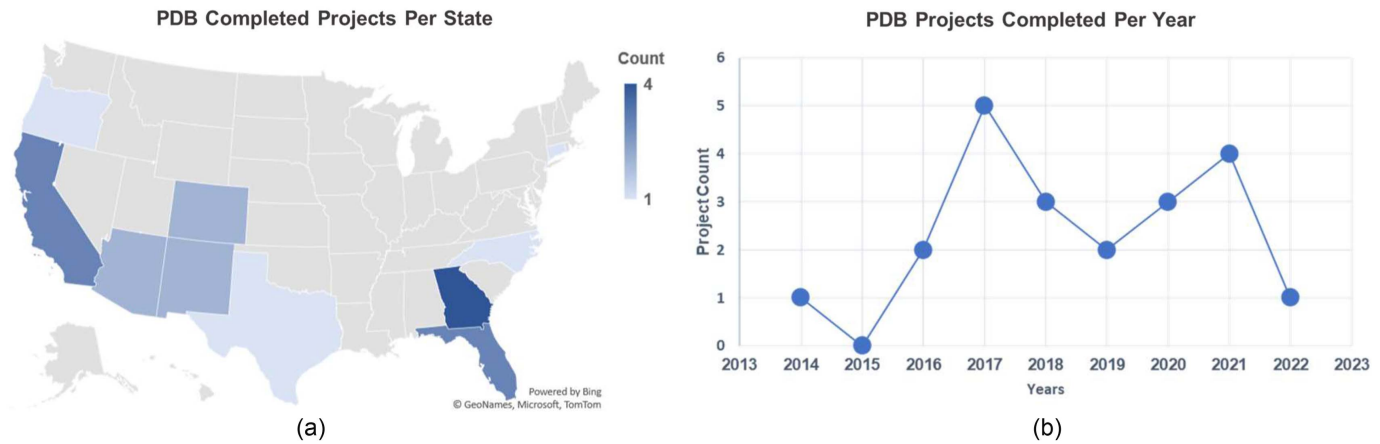 PDB Completed Projects Per State
Count
4
1
Powered by Bing
© GeoNames, Microsoft, TomTom
(a)
PDB Projects Completed Per Year
Project Count
6
5
4
3
2
1
0
2013 2014 2015 2016 2017 2018 2019 2020 2021 2022 2023
Years
(b)